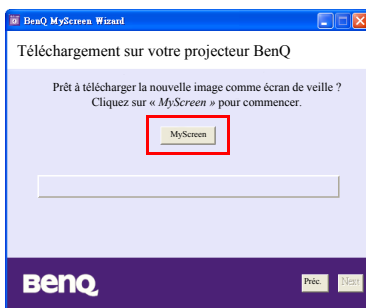 BenQ MyScreen Wizard
Téléchargement sur votre projecteur BenQ
Prêt à télécharger la nouvelle image comme écran de veille ?
Cliquez sur « MyScreen » pour commencer.
MyScreen
BenQ
Préc. Next